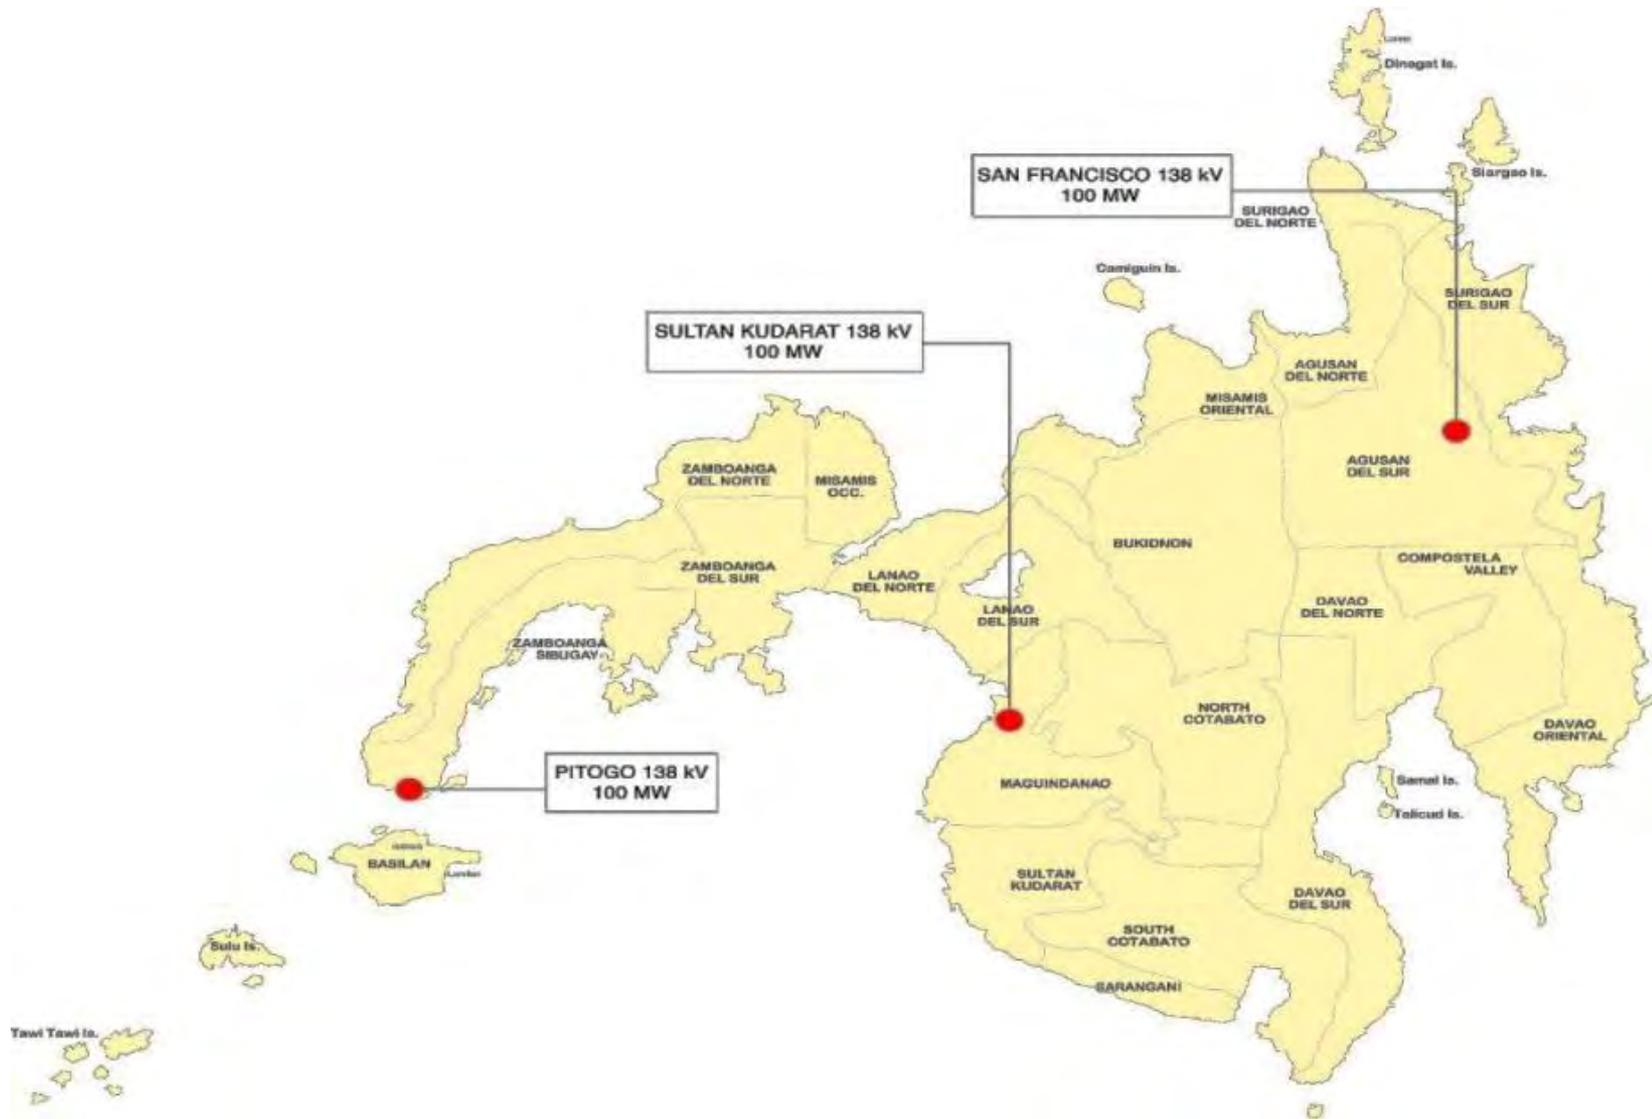 Dinagat Is.
SAN FRANCISCO 138 kV
100 MW
Siargao Is.
SURIGAO
DEL NORTE
Camiguin Is.
SURIGAO
DEL SUR
SULTAN KUDARAT 138 kV
100 MW
AGUSAN
DEL NORTE
MISAMIS
ORIENTAL
AGUSAN
DEL SUR
ZAMBOANGA
DEL NORTE
MISAMIS
OCC.
BUKIDNON
COMPOSTELA
VALLEY
ZAMBOANGA
DEL SUR
LANAO
DEL NORTE
LANAO
DEL SUR
DAVAO
DEL NORTE
ZAMBOANGA
SIBUGAY
NORTH
COTABATO
DAVAO
ORIENTAL
PITOGO 138 kV
100 MW
MAGUINDANAO
Samal Is.
Talicud Is.
BASILAN
SULTAN
KUDARAT
DAVAO
DEL SUR
SOUTH
COTABATO
Sulu Is.
SARANGANI
Tawi Tawi Is.